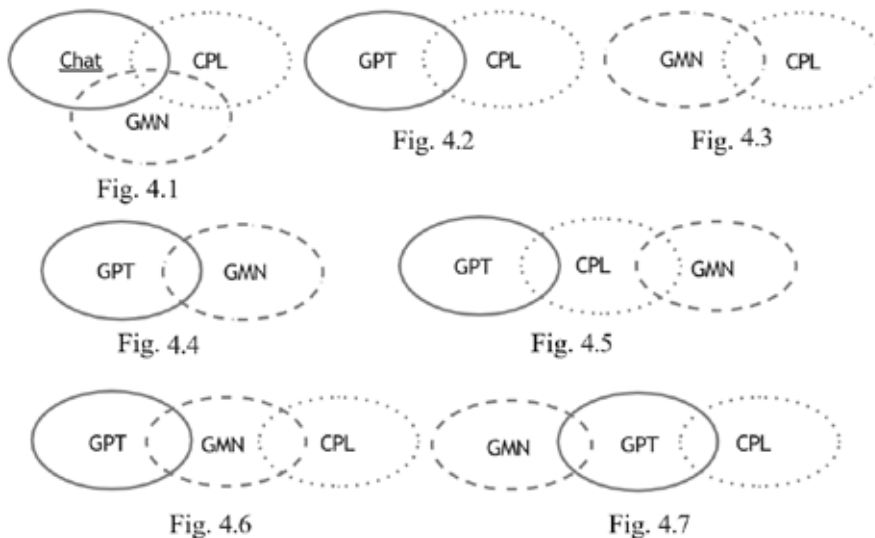 Chat CPL GPT CPL GMN CPL
GMN
Fig. 4.2 Fig. 4.3
Fig. 4.1
GPT GMN GPT CPL GMN
Fig. 4.4 Fig. 4.5
GPT GMN CPL GMN GPT CPL
Fig. 4.6 Fig. 4.7